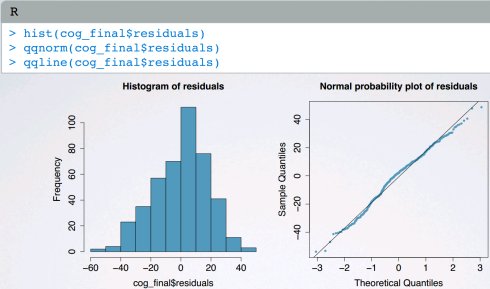 R
> hist(cog_final$residuals)
> qqnorm(cog_final$residuals)
> qqline(cog_final$residuals)
Histogram of residuals
Frequency
0 20 40 60 80 100
-60 -40 -20 0 20 40
cog_final$residuals
Normal probability plot of residuals
Sample Quantiles
-40 -20 0 20 40
-3 -2 -1 0 1 2 3
Theoretical Quantiles